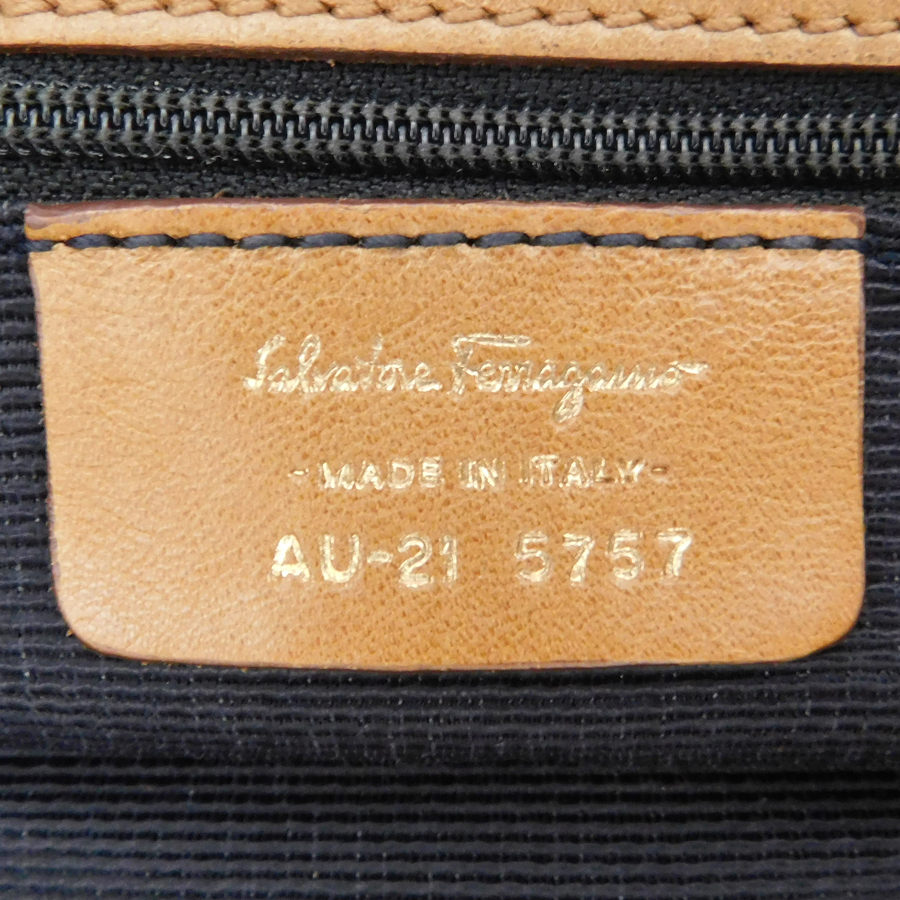 Salvatore Ferragamo
-MADE IN ITALY-
AU-21 5757